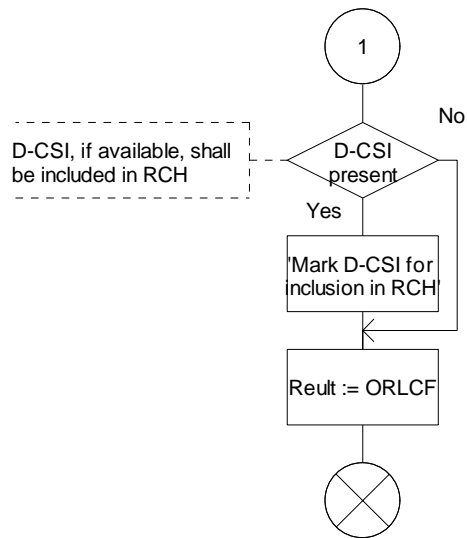 1
No
D-CSI, if available, shall
be included in RCH
D-CSI
present
Yes
'Mark D-CSI for
inclusion in RCH'
Reult := ORLCF